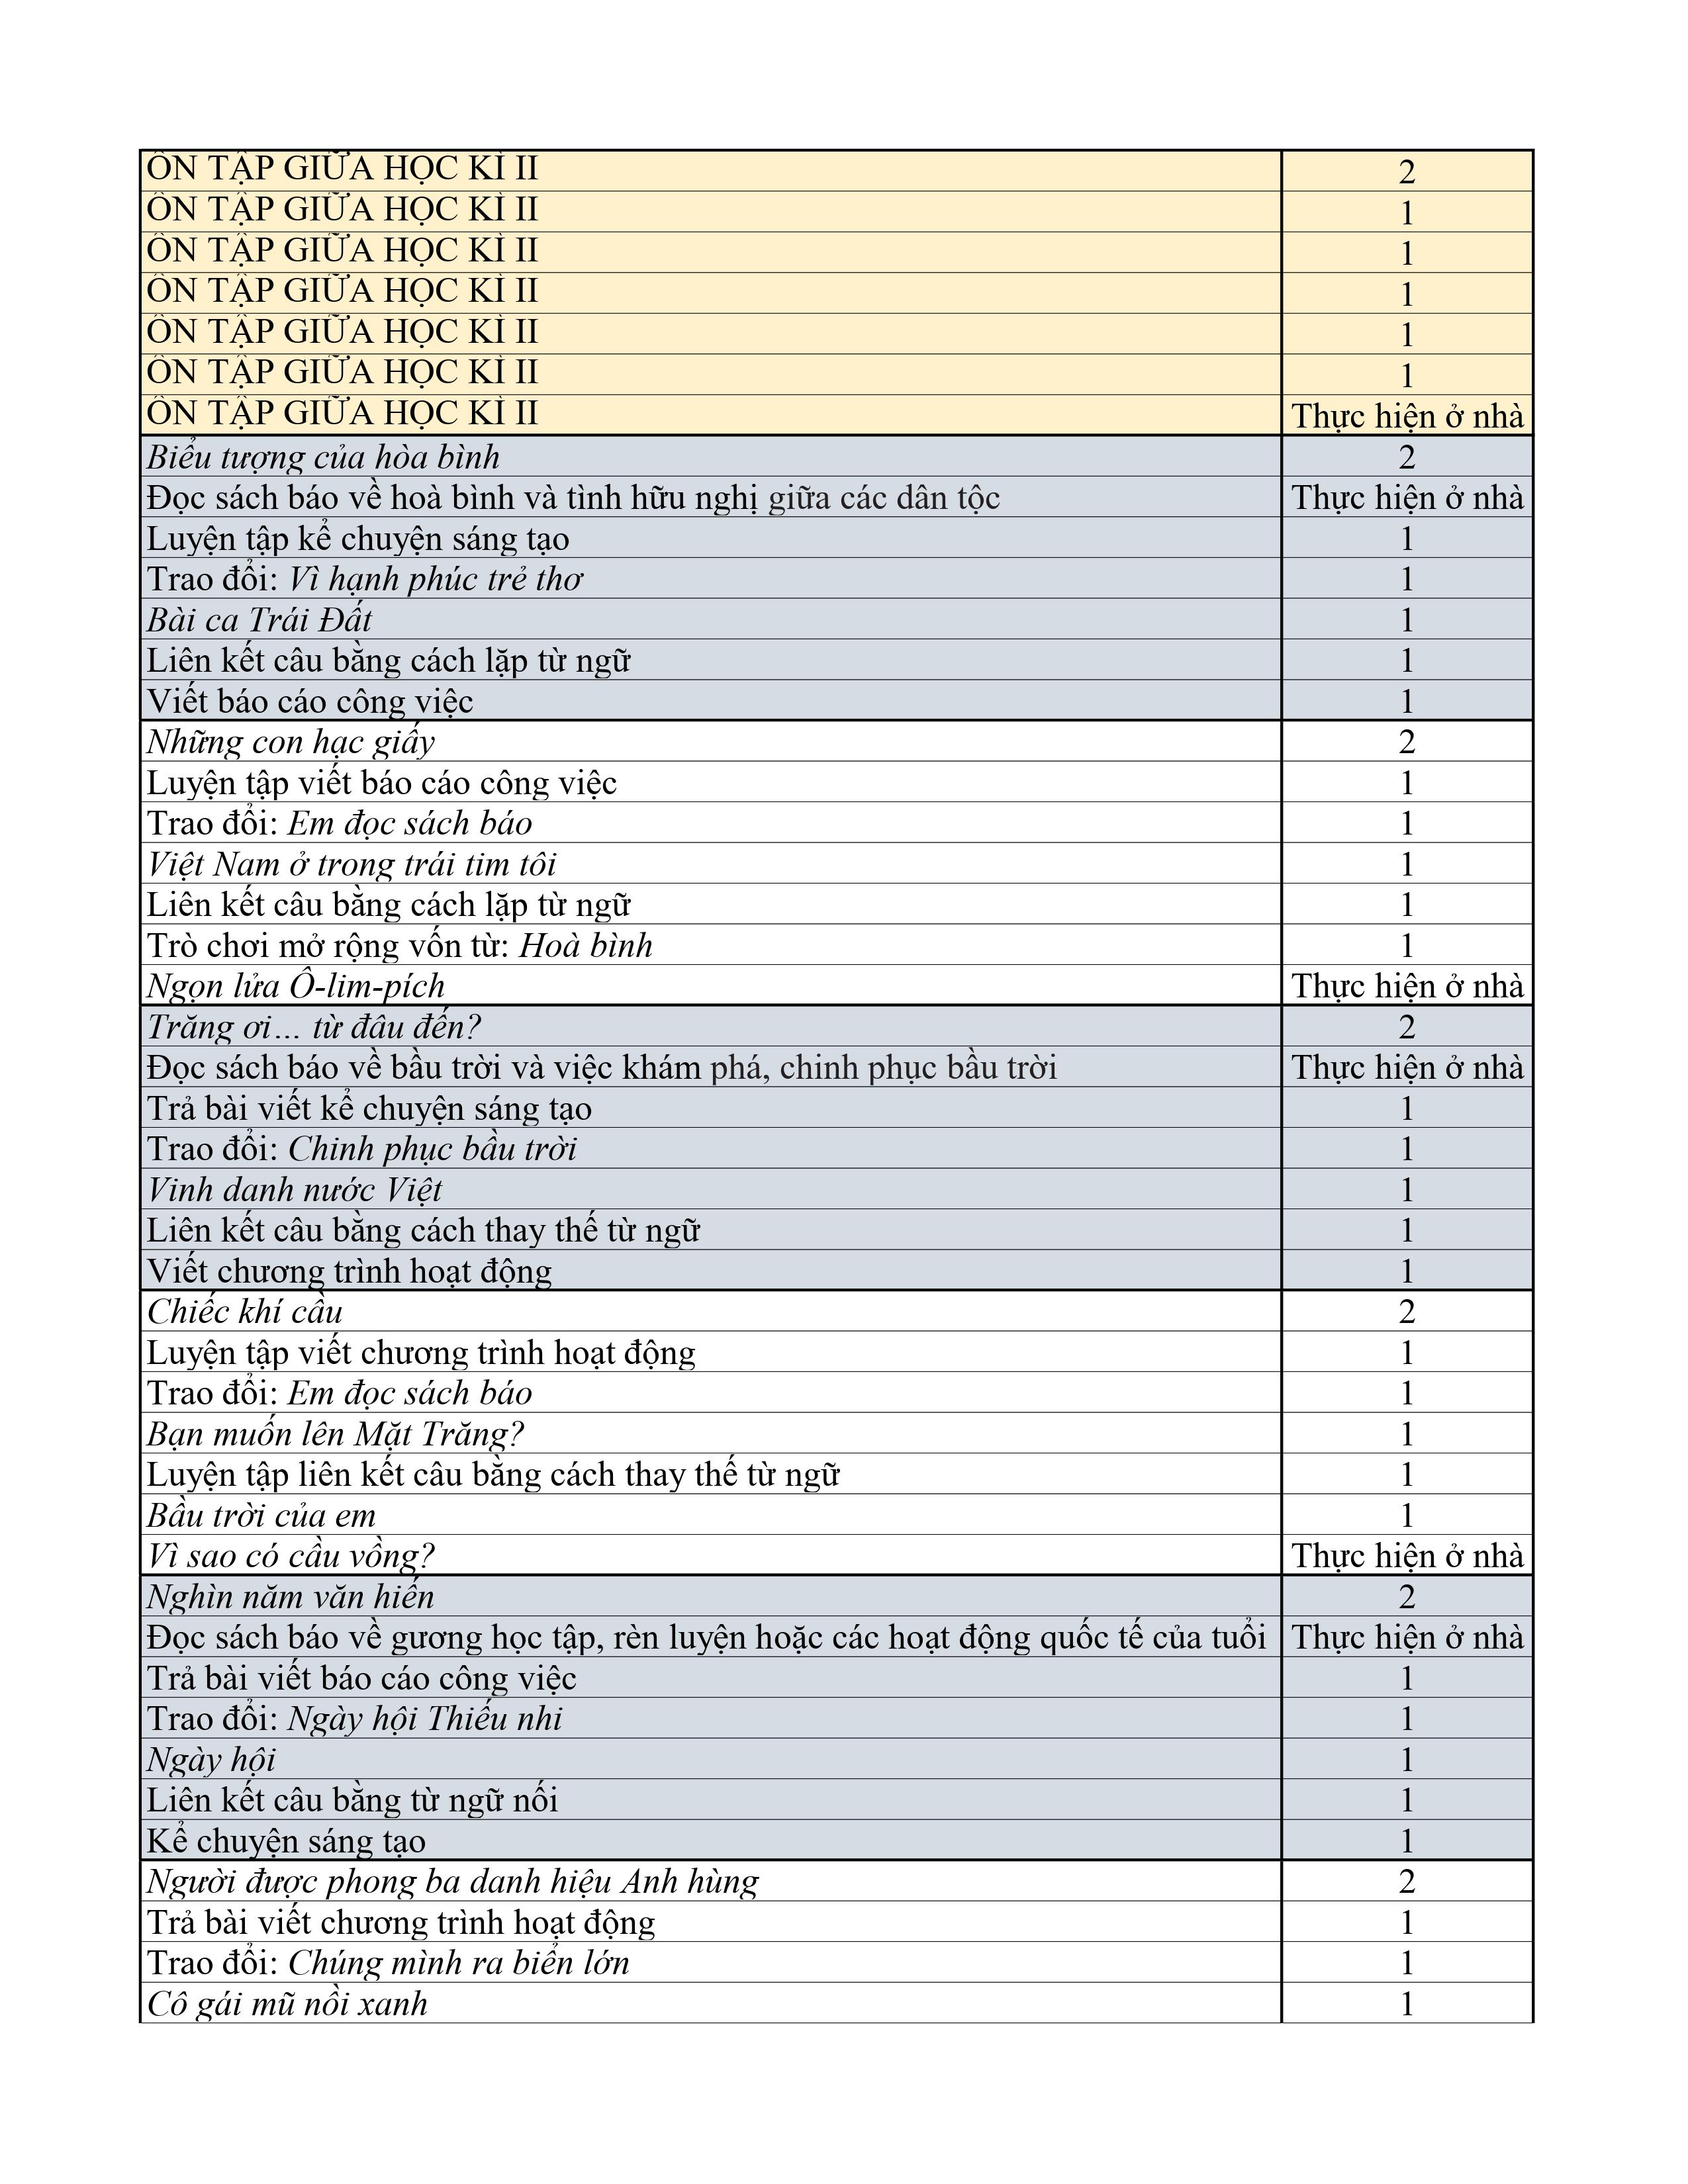 ÔN TẬP GIỮA HỌC KÌ II 2
ÔN TẬP GIỮA HỌC KÌ II 1
ÔN TẬP GIỮA HỌC KÌ II 1
ÔN TẬP GIỮA HỌC KÌ II 1
ÔN TẬP GIỮA HỌC KÌ II 1
ÔN TẬP GIỮA HỌC KÌ II 1
ÔN TẬP GIỮA HỌC KÌ II Thực hiện ở nhà
Biểu tượng của hòa bình 2
Đọc sách báo về hoà bình và tình hữu nghị giữa các dân tộc Thực hiện ở nhà
Luyện tập kể chuyện sáng tạo 1
Trao đổi: Vì hạnh phúc trẻ thơ 1
Bài ca Trái Đất 1
Liên kết câu bằng cách lặp từ ngữ 1
Viết báo cáo công việc 1
Những con hạc giấy 2
Luyện tập viết báo cáo công việc 1
Trao đổi: Em đọc sách báo 1
Việt Nam ở trong trái tim tôi 1
Liên kết câu bằng cách lặp từ ngữ 1
Trò chơi mở rộng vốn từ: Hoà bình 1
Ngọn lửa Ô-lim-pích Thực hiện ở nhà
Trăng ơi… từ đâu đến? 2
Đọc sách báo về bầu trời và việc khám phá, chinh phục bầu trời Thực hiện ở nhà
Trả bài viết kể chuyện sáng tạo 1
Trao đổi: Chinh phục bầu trời 1
Vinh danh nước Việt 1
Liên kết câu bằng cách thay thế từ ngữ 1
Viết chương trình hoạt động 1
Chiếc khí cầu 2
Luyện tập viết chương trình hoạt động 1
Trao đổi: Em đọc sách báo 1
Bạn muốn lên Mặt Trăng? 1
Luyện tập liên kết câu bằng cách thay thế từ ngữ 1
Bầu trời của em 1
Vì sao có cầu vồng? Thực hiện ở nhà
Nghìn năm văn hiến 2
Đọc sách báo về gương học tập, rèn luyện hoặc các hoạt động quốc tế của tuổi Thực hiện ở nhà
Trả bài viết báo cáo công việc 1
Trao đổi: Ngày hội Thiếu nhi 1
Ngày hội 1
Liên kết câu bằng từ ngữ nối 1
Kể chuyện sáng tạo 1
Người được phong ba danh hiệu Anh hùng 2
Trả bài viết chương trình hoạt động 1
Trao đổi: Chúng mình ra biển lớn 1
Cô gái mũ nồi xanh 1